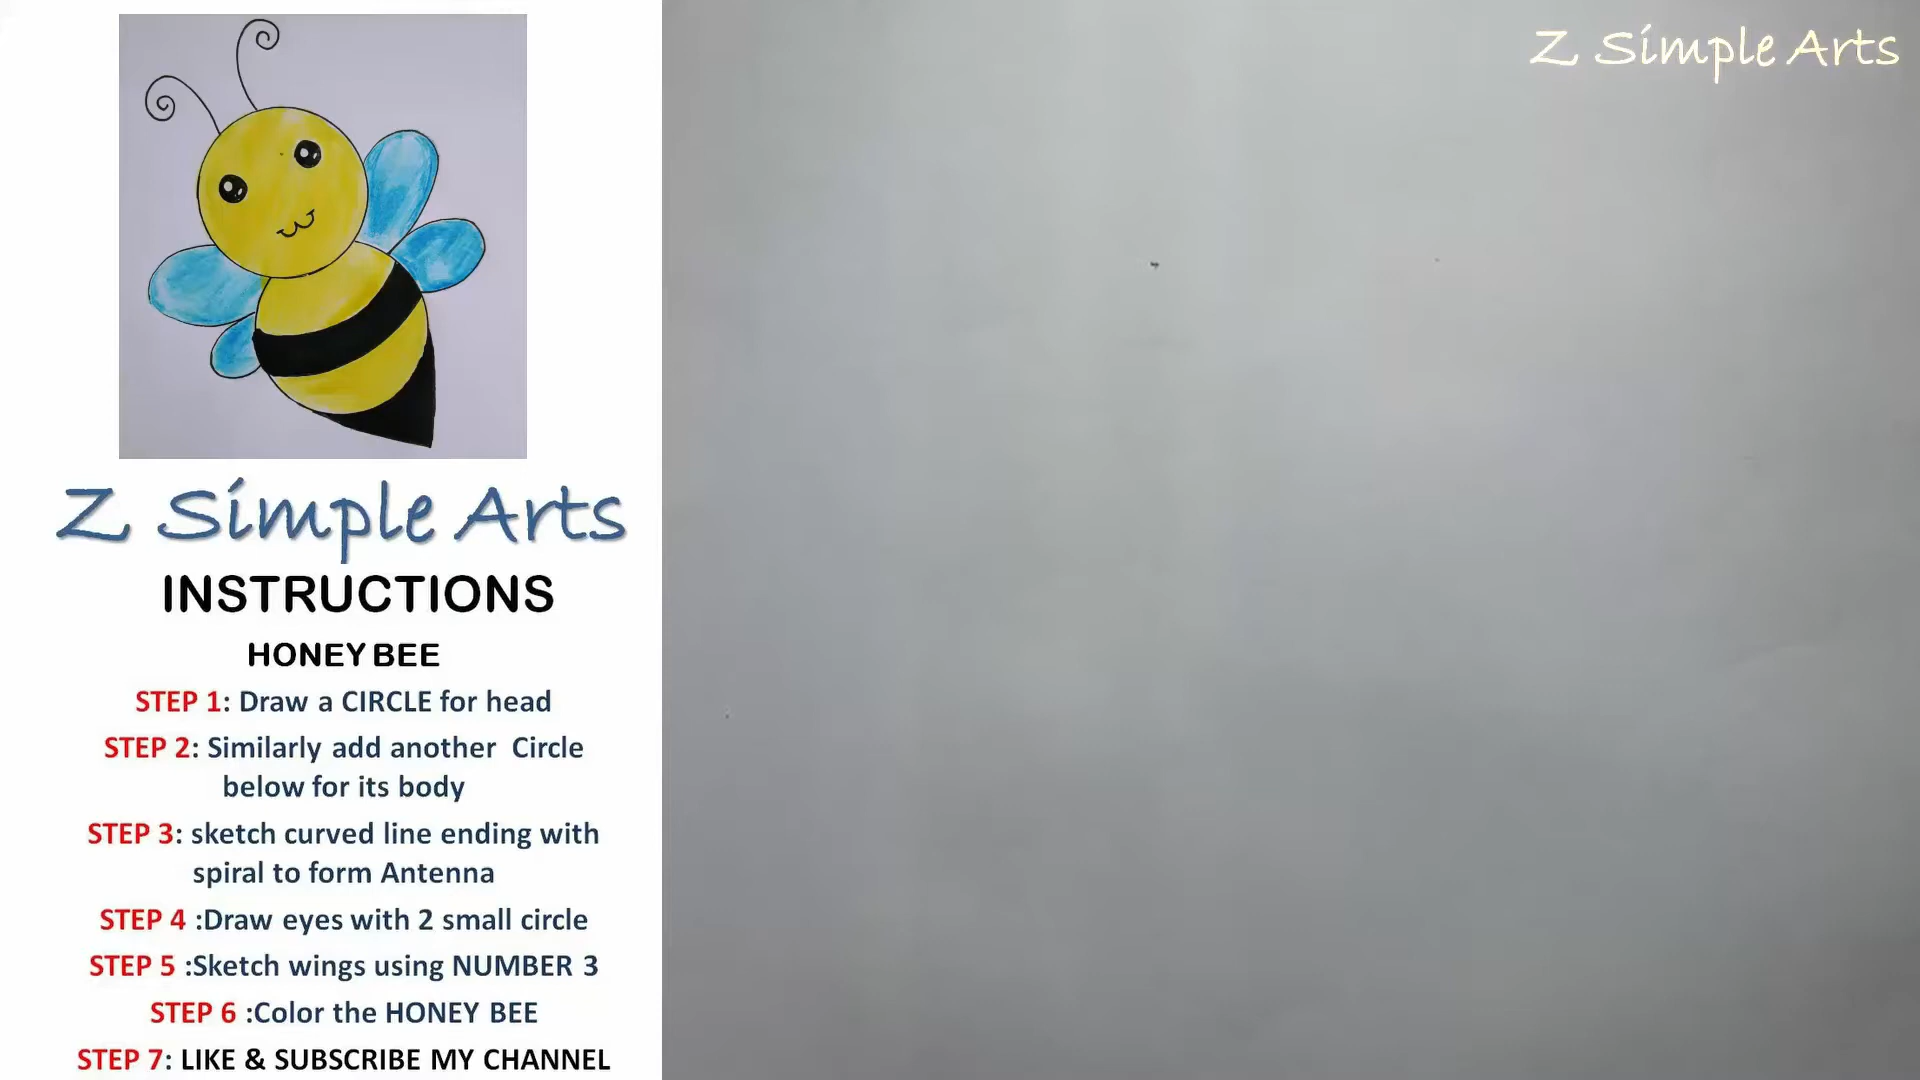 Z Simple Arts
Z Simple Arts
INSTRUCTIONS
HONEY BEE
STEP 1: Draw a CIRCLE for head
STEP 2: Similarly add another Circle
below for its body
STEP 3: sketch curved line ending with
spiral to form Antenna
STEP 4 :Draw eyes with 2 small circle
STEP 5 :Sketch wings using NUMBER 3
STEP 6 :Color the HONEY BEE
STEP 7: LIKE & SUBSCRIBE MY CHANNEL